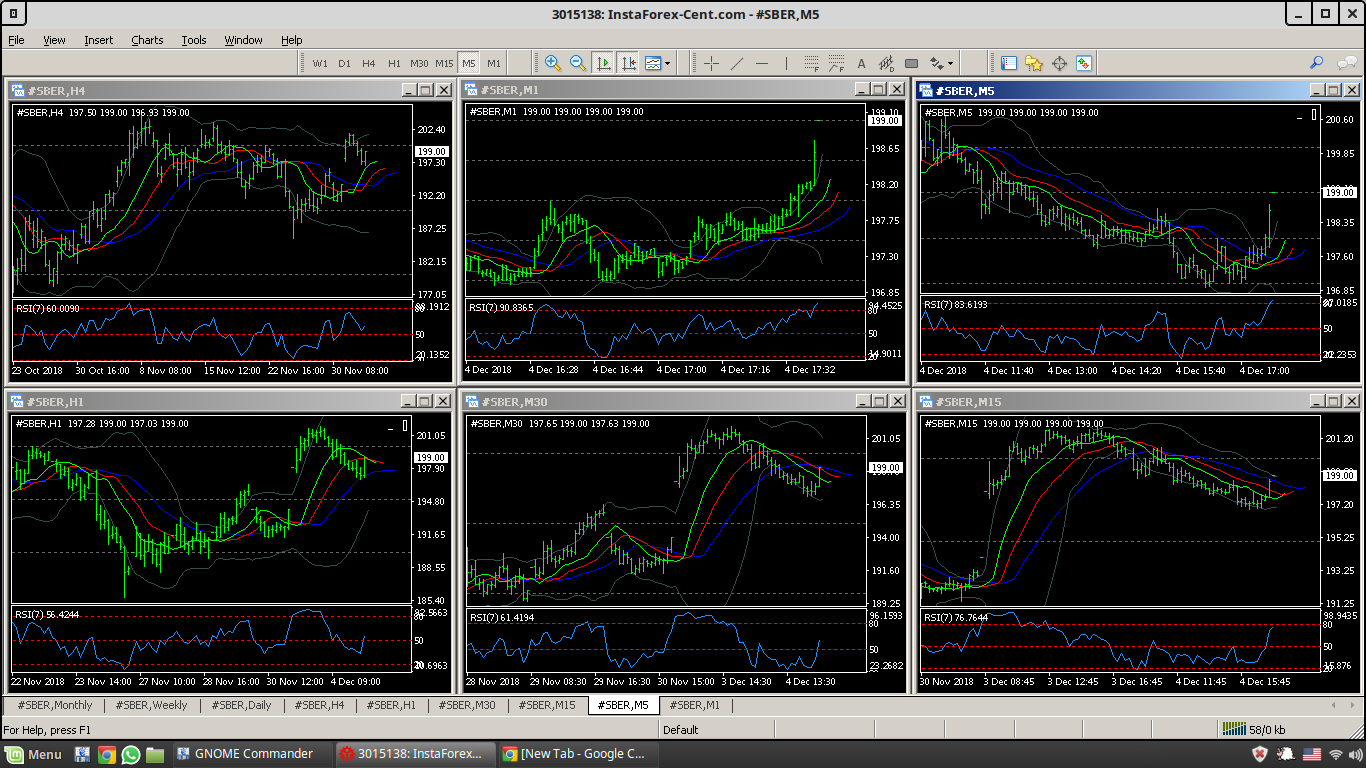 3015138: InstaForex-Cent.com - #SBER,M5
File View Insert Charts Tools Window Help
W1 D1 H4 H1 M30 M15 M5 M1
A
#SBER,H4
#SBER,H4 197.50 199.00 196.93 199.00
202.40
199.00
197.30
192.20
187.25
182.15
177.05
RSI(7) 60.0090
80
50
23 Oct 2018 30 Oct 16:00 8 Nov 08:00 15 Nov 12:00 22 Nov 16:00 30 Nov 08:00
#SBER,M1
#SBER,M1 199.00 199.00 199.00 199.00
199.10
199.00
198.65
198.20
197.75
197.30
196.85
RSI(7) 90.8365
94.4525
80
50
4 Dec 2018 4 Dec 16:28 4 Dec 16:44 4 Dec 17:00 4 Dec 17:16 4 Dec 17:32
#SBER,M5
#SBER,M5 199.00 199.00 199.00 199.00
200.60
199.85
199.00
198.35
197.60
196.85
RSI(7) 83.6193
50
4 Dec 2018 4 Dec 11:40 4 Dec 13:00 4 Dec 14:20 4 Dec 15:40 4 Dec 17:00
#SBER,H1
#SBER,H1 197.28 199.00 197.03 199.00
201.05
199.00
197.90
194.80
191.65
188.55
185.40
RSI(7) 56.4244
80
50
22 Nov 2018 23 Nov 14:00 27 Nov 10:00 28 Nov 16:00 30 Nov 12:00 4 Dec 09:00
#SBER,M30
#SBER,M30 197.65 199.00 197.63 199.00
201.05
199.00
196.35
194.00
191.60
189.25
RSI(7) 61.4194
96.1593
80
50
28 Nov 2018 29 Nov 08:30 29 Nov 16:30 30 Nov 15:00 3 Dec 14:30 4 Dec 13:30
#SBER,M15
#SBER,M15 199.00 199.00 199.00 199.00
201.20
199.00
197.20
195.25
193.25
191.25
RSI(7) 76.7644
98.9435
80
50
30 Nov 2018 3 Dec 08:45 3 Dec 12:45 3 Dec 16:45 4 Dec 11:45 4 Dec 15:45
#SBER,Monthly #SBER,Weekly #SBER,Daily #SBER,H4 #SBER,H1 #SBER,M30 #SBER,M15 #SBER,M5 #SBER,M1
For Help, press F1 Default 58/0 kb
Menu GNOME Commander 3015138: InstaForex... [New Tab - Google C...